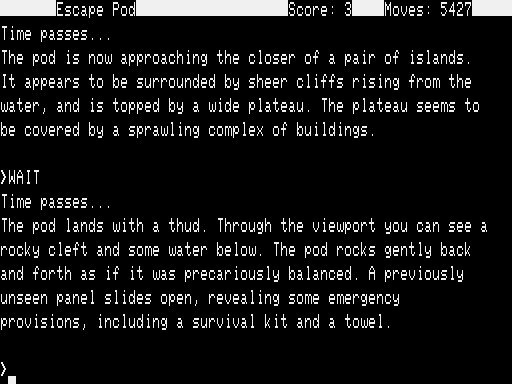 Escape Pod Score: 3 Moves: 5427
Time passes...
The pod is now approaching the closer of a pair of islands.
It appears to be surrounded by sheer cliffs rising from the
water, and is topped by a wide plateau. The plateau seems to
be covered by a sprawling complex of buildings.
>WAIT
Time passes...
The pod lands with a thud. Through the viewport you can see a
rocky cleft and some water below. The pod rocks gently back
and forth as if it was precariously balanced. A previously
unseen panel slides open, revealing some emergency
provisions, including a survival kit and a towel.
>